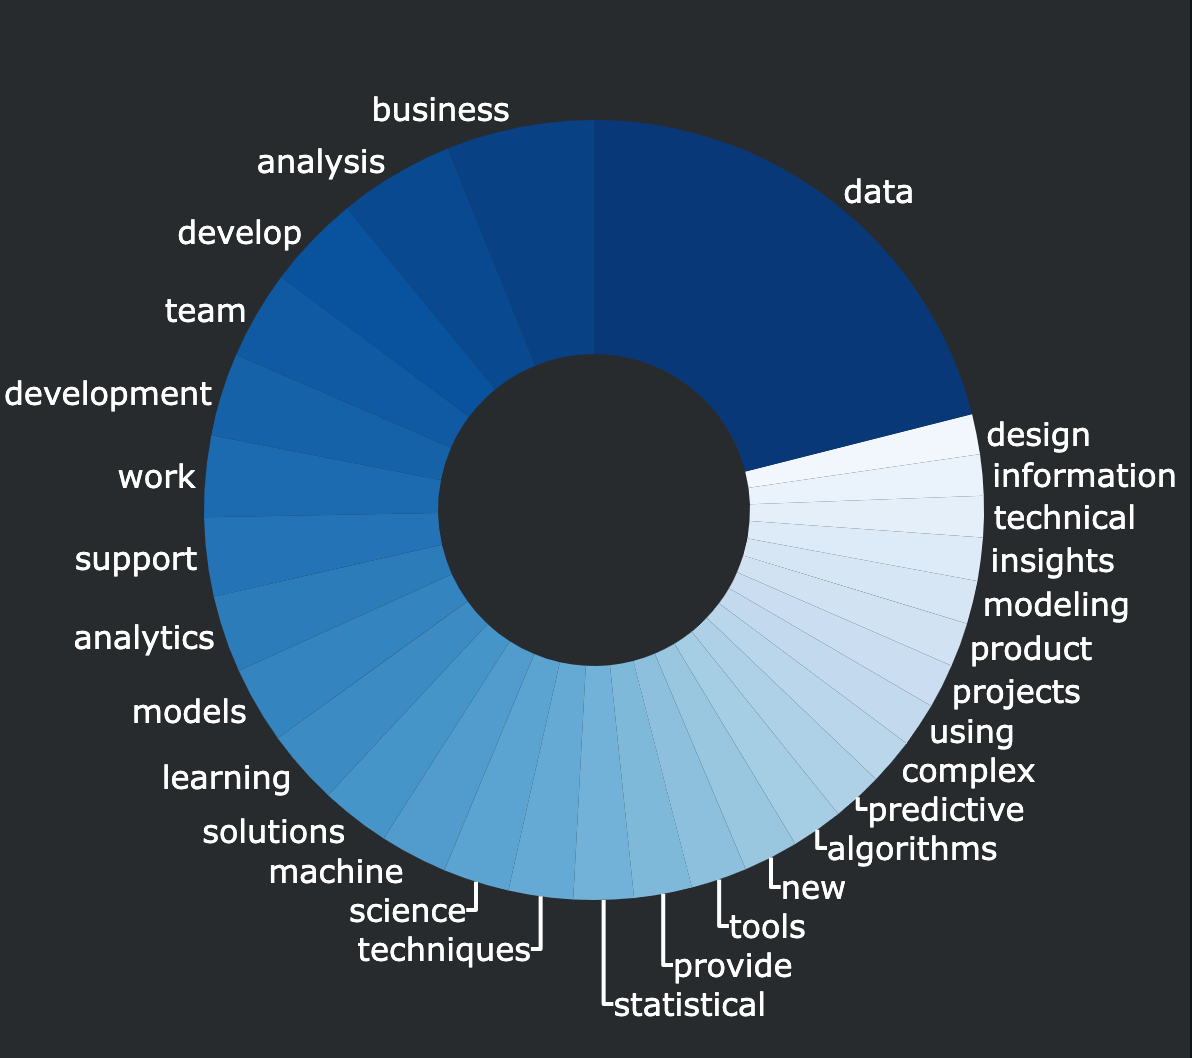 business
analysis
data
develop
team
development
design
information
work
technical
support
insights
modeling
analytics
product
projects
models
using
complex
learning
predictive
solutions
algorithms
machine
new
science
tools
techniques
provide
statistical